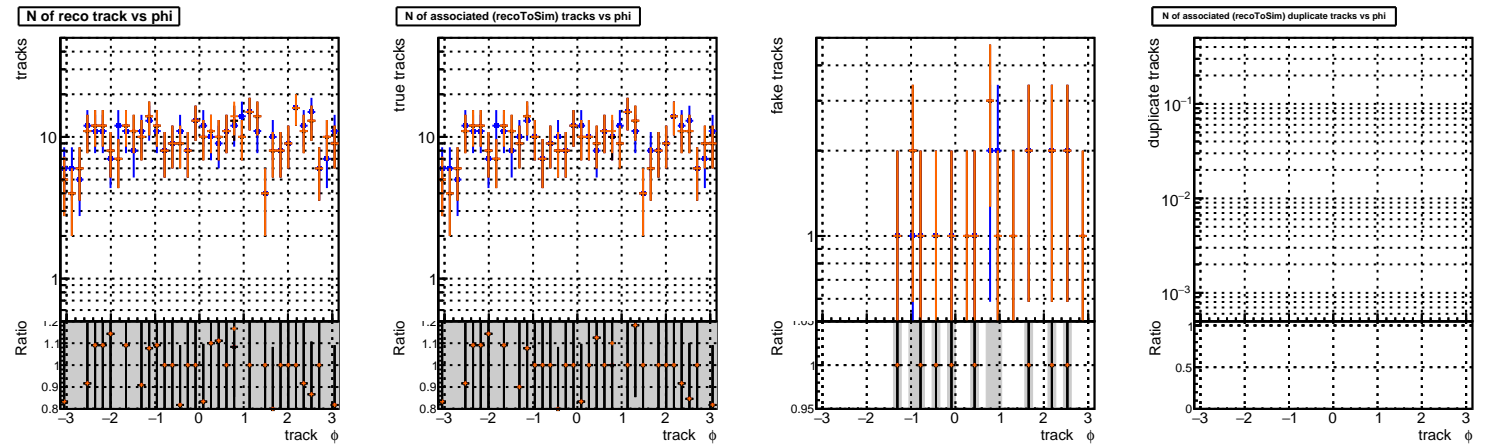 N of reco track vs phi
tracks
10
1
Ratio
1.2
1.1
1
0.9
0.8
−3 −2 −1 0 1 2 3
track φ
N of associated (recoToSim) tracks vs phi
true tracks
10
1
Ratio
1.2
1.1
1
0.9
0.8
−3 −2 −1 0 1 2 3
track φ
fake tracks
1
Ratio
1.05
1
0.95
−3 −2 −1 0 1 2 3
track φ
N of associated (recoToSim) duplicate tracks vs phi
duplicate tracks
10−1
10−2
10−3
Ratio
1
0.5
0
−3 −2 −1 0 1 2 3
track φ